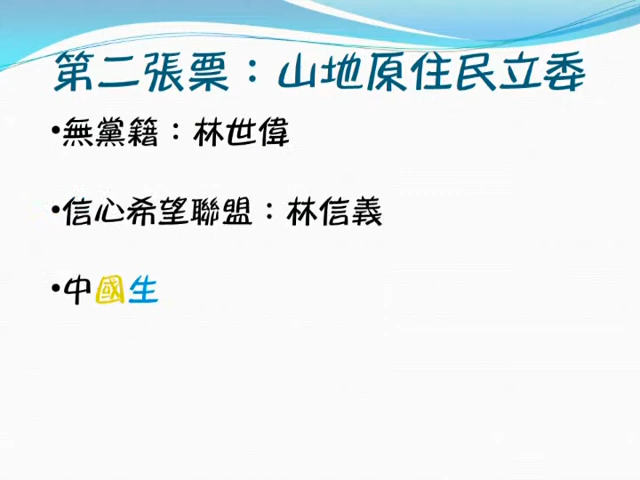 第二張票：山地原住民立委
•無黨籍：林世偉
•信心希望聯盟：林信義
•中國生